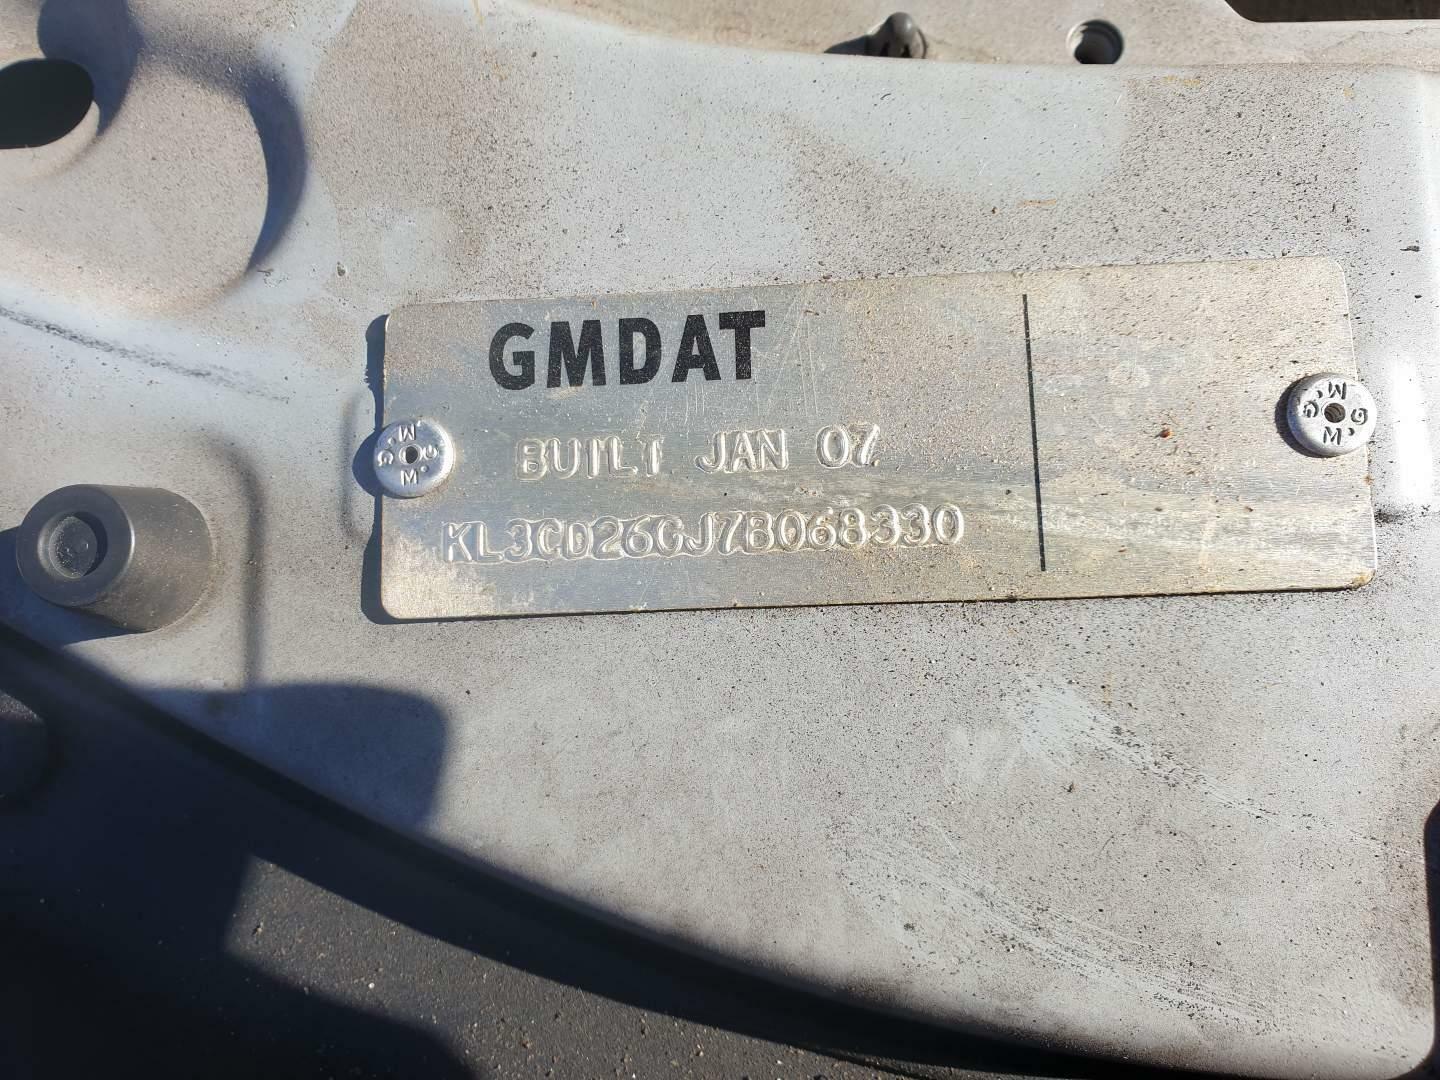 GMDAT
BUILT JAN 07
KL3CD26GJ7B068330
G.M.G.M.
G.M.G.M.